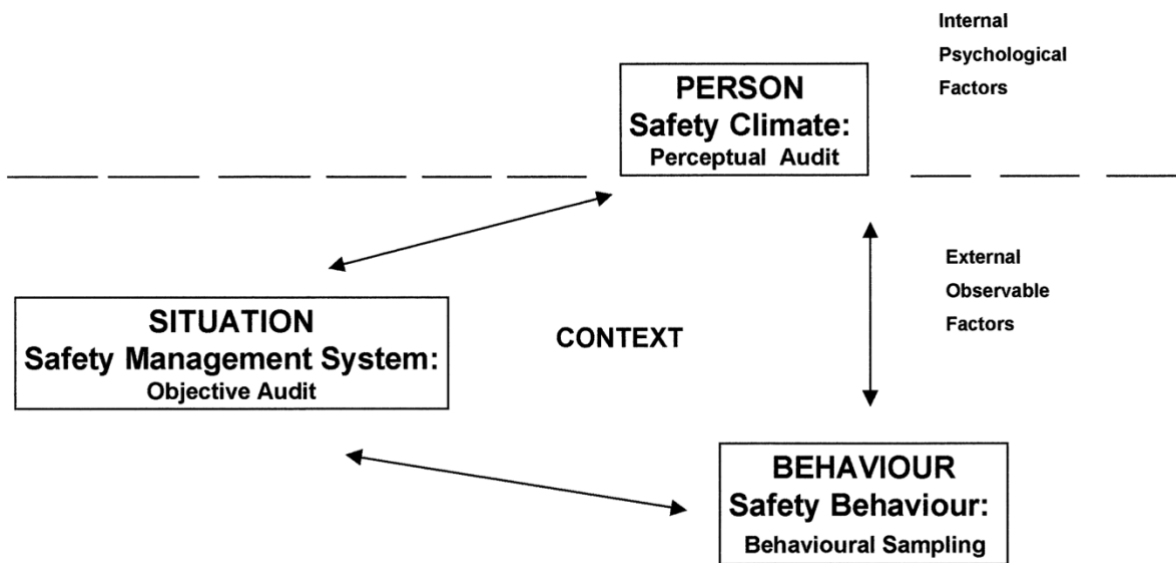 Internal
Psychological
Factors
PERSON
Safety Climate:
Perceptual Audit
External
Observable
Factors
SITUATION
Safety Management System:
Objective Audit
CONTEXT
BEHAVIOUR
Safety Behaviour:
Behavioural Sampling